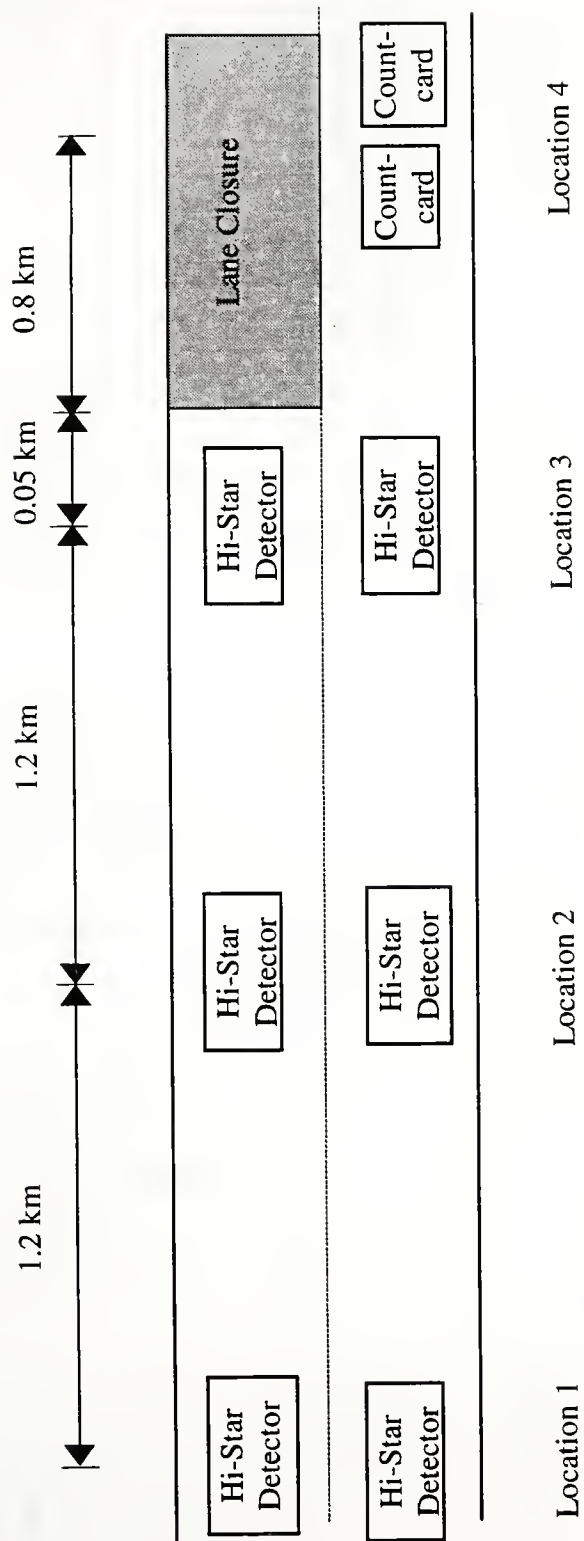 1.2 km
1.2 km
0.05 km
0.8 km
Hi-Star
Detector
Hi-Star
Detector
Hi-Star
Detector
Lane Closure
Hi-Star
Detector
Hi-Star
Detector
Hi-Star
Detector
Count-
card
Count-
card
Location 1
Location 2
Location 3
Location 4